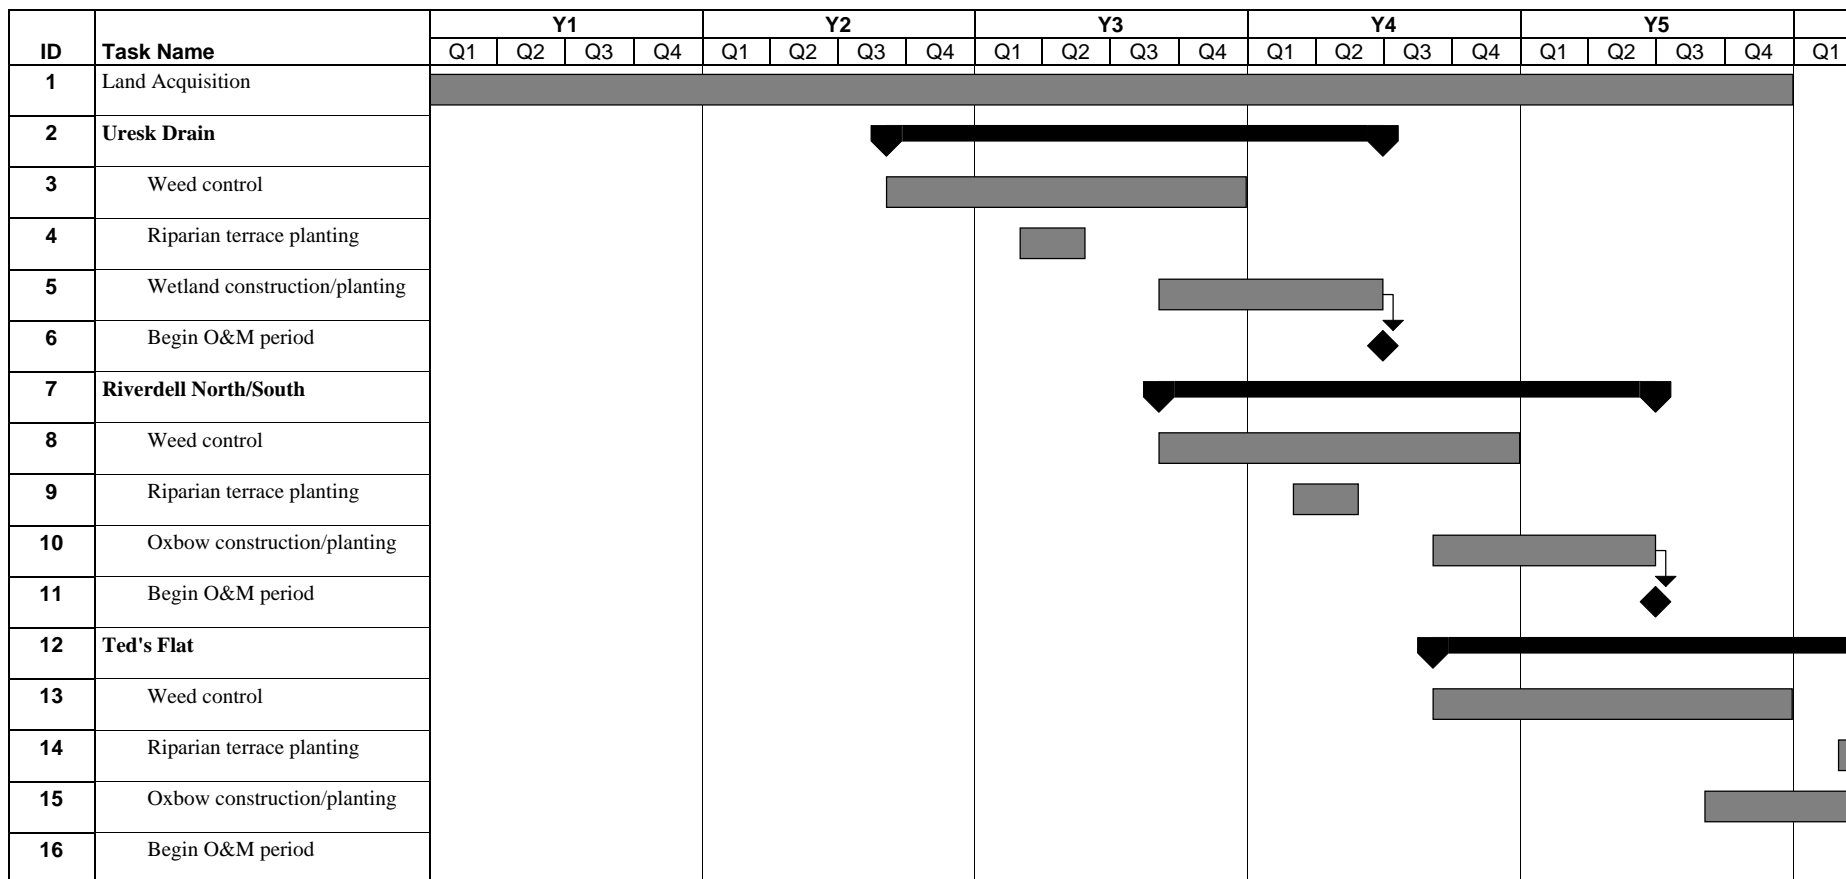 Y1 Y2 Y3 Y4 Y5
ID Task Name Q1 Q2 Q3 Q4 Q1 Q2 Q3 Q4 Q1 Q2 Q3 Q4 Q1 Q2 Q3 Q4 Q1 Q2 Q3 Q4 Q1
1 Land Acquisition
2 Uresk Drain
3 Weed control
4 Riparian terrace planting
5 Wetland construction/planting
6 Begin O&M period
7 Riverdell North/South
8 Weed control
9 Riparian terrace planting
10 Oxbow construction/planting
11 Begin O&M period
12 Ted's Flat
13 Weed control
14 Riparian terrace planting
15 Oxbow construction/planting
16 Begin O&M period